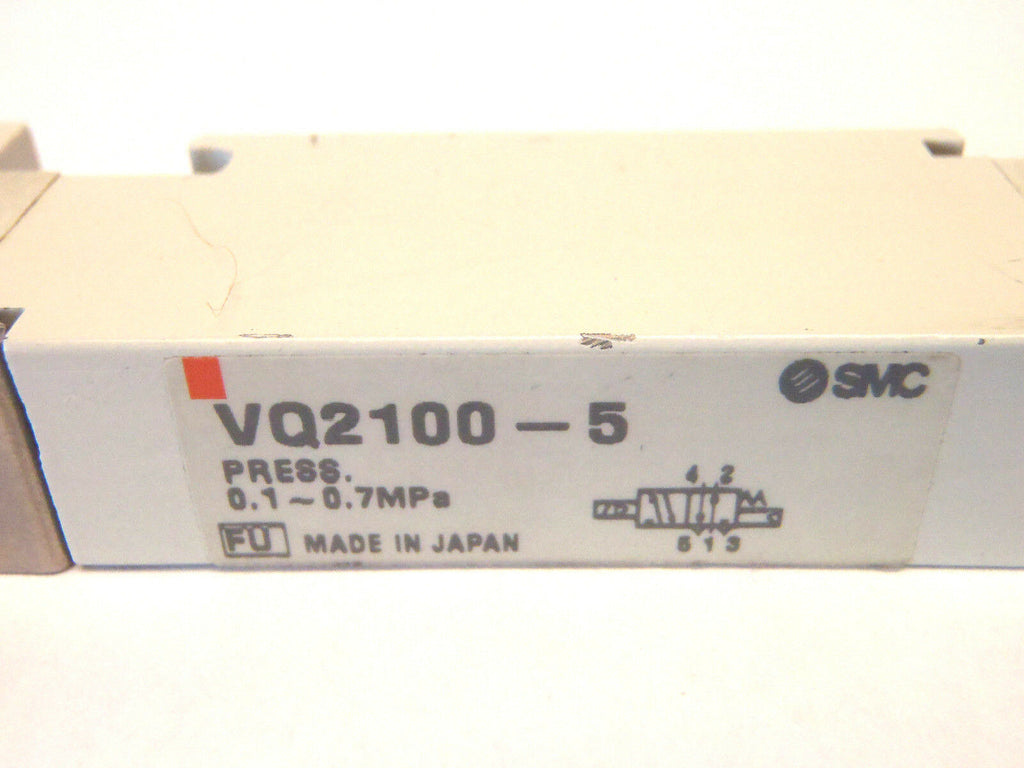 SMC
VQ2100-5
PRESS.
0.1~0.7MPa
4 2
FU MADE IN JAPAN
5 1 3